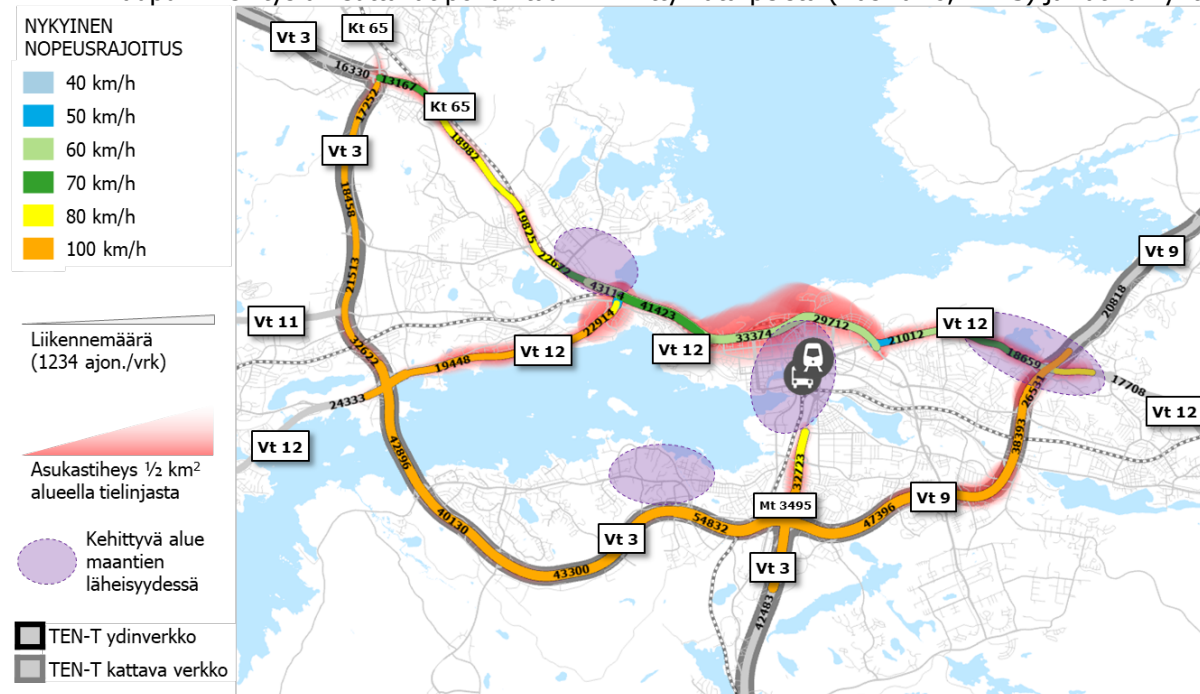 NYKYINEN
NOPEUSRAJOITUS
40 km/h
50 km/h
60 km/h
70 km/h
80 km/h
100 km/h
Liikennemäärä
(1234 ajon./vrk)
Asukastiheys ½ km²
alueella tielinjasta
Kehittyvä alue
maantien
läheisyydessä
TEN-T ydinverkko
TEN-T kattava verkko
Vt 3
Kt 65
16330
13167
17252
Kt 65
Vt 3
18982
18458
19825
Vt 9
22672
21513
43114
20818
41423
Vt 11
22914
29712
Vt 12
33374
21012
32622
Vt 12
Vt 12
18659
19448
17708
26531
24333
Vt 12
Vt 12
38393
42896
32723
Vt 9
Mt 3495
40130
54832
47396
Vt 3
43300
Vt 3
42483